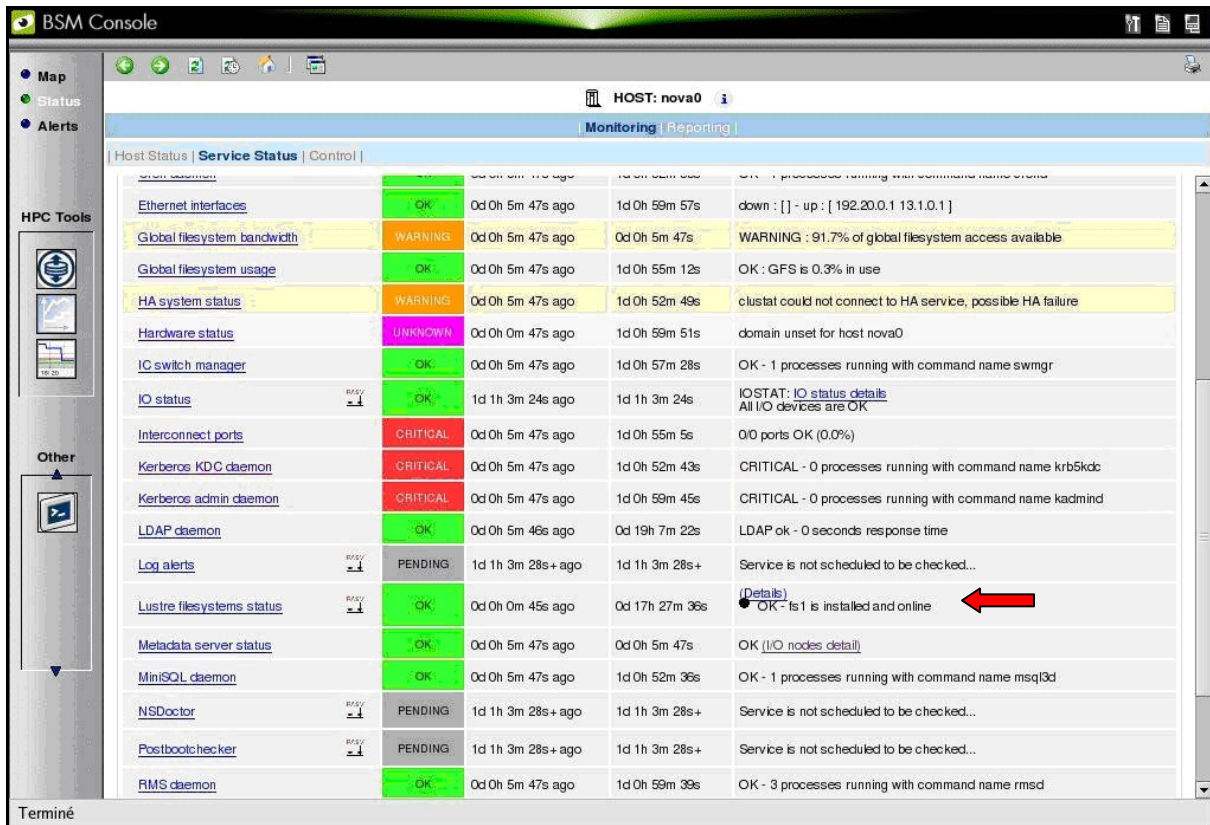 BSM Console
Map
Status
Alerts
HOST: nova0 i
| Monitoring | Reporting |
| Host Status | Service Status | Control |
Ethernet interfaces OK 0d 0h 5m 47s ago 1d 0h 59m 57s down : [ ] - up : [ 192.20.0.1 13.1.0.1 ]
HPC Tools
Global filesystem bandwidth WARNING 0d 0h 5m 47s ago 0d 0h 5m 47s WARNING : 91.7% of global filesystem access available
Global filesystem usage OK 0d 0h 5m 47s ago 1d 0h 55m 12s OK : GFS is 0.3% in use
HA system status WARNING 0d 0h 5m 47s ago 1d 0h 52m 49s clustat could not connect to HA service, possible HA failure
Hardware status UNKNOWN 0d 0h 0m 47s ago 1d 0h 59m 51s domain unset for host nova0
IC switch manager OK 0d 0h 5m 47s ago 1d 0h 57m 28s OK - 1 processes running with command name swmgr
IO status OK 1d 1h 3m 24s ago 1d 1h 3m 24s IOSTAT: IO status details
All I/O devices are OK
Interconnect ports CRITICAL 0d 0h 5m 47s ago 1d 0h 55m 5s 0/0 ports OK (0.0%)
Other
Kerberos KDC daemon CRITICAL 0d 0h 5m 47s ago 1d 0h 52m 43s CRITICAL - 0 processes running with command name krb5kdc
Kerberos admin daemon CRITICAL 0d 0h 5m 47s ago 1d 0h 59m 45s CRITICAL - 0 processes running with command name kadmind
LDAP daemon OK 0d 0h 5m 46s ago 0d 19h 7m 22s LDAP ok - 0 seconds response time
Log alerts PENDING 1d 1h 3m 28s+ ago 1d 1h 3m 28s+ Service is not scheduled to be checked...
Lustre filesystems status OK 0d 0h 0m 45s ago 0d 17h 27m 36s (Details)
OK - fs1 is installed and online
Metadata server status OK 0d 0h 5m 47s ago 0d 0h 5m 47s OK (I/O nodes detail)
MiniSQL daemon OK 0d 0h 5m 47s ago 1d 0h 52m 36s OK - 1 processes running with command name msql3d
NSDoctor PENDING 1d 1h 3m 28s+ ago 1d 1h 3m 28s+ Service is not scheduled to be checked...
Postbootchecker PENDING 1d 1h 3m 28s+ ago 1d 1h 3m 28s+ Service is not scheduled to be checked...
RMS daemon OK 0d 0h 5m 47s ago 1d 0h 59m 39s OK - 3 processes running with command name rmsd
Terminé